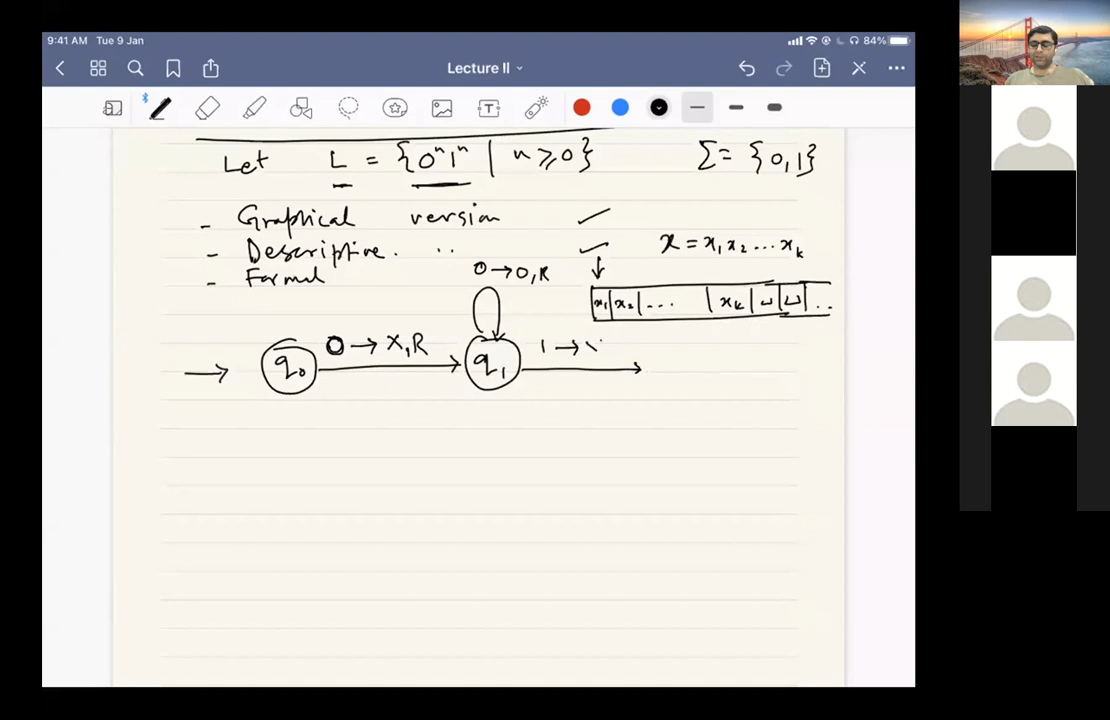 9:41 AM Tue 9 Jan 84%
Lecture II
Let L = {0ⁿ1ⁿ | n ≥ 0} Σ = {0,1}
- Graphical version ✓
- Descriptive. .. ✓ x = x₁x₂...xₖ
- Formal
0 → 0, R
x₁|x₂|... |xₖ|⊔|⊔|..
→ q₀ 0 → X, R q₁ 1 →